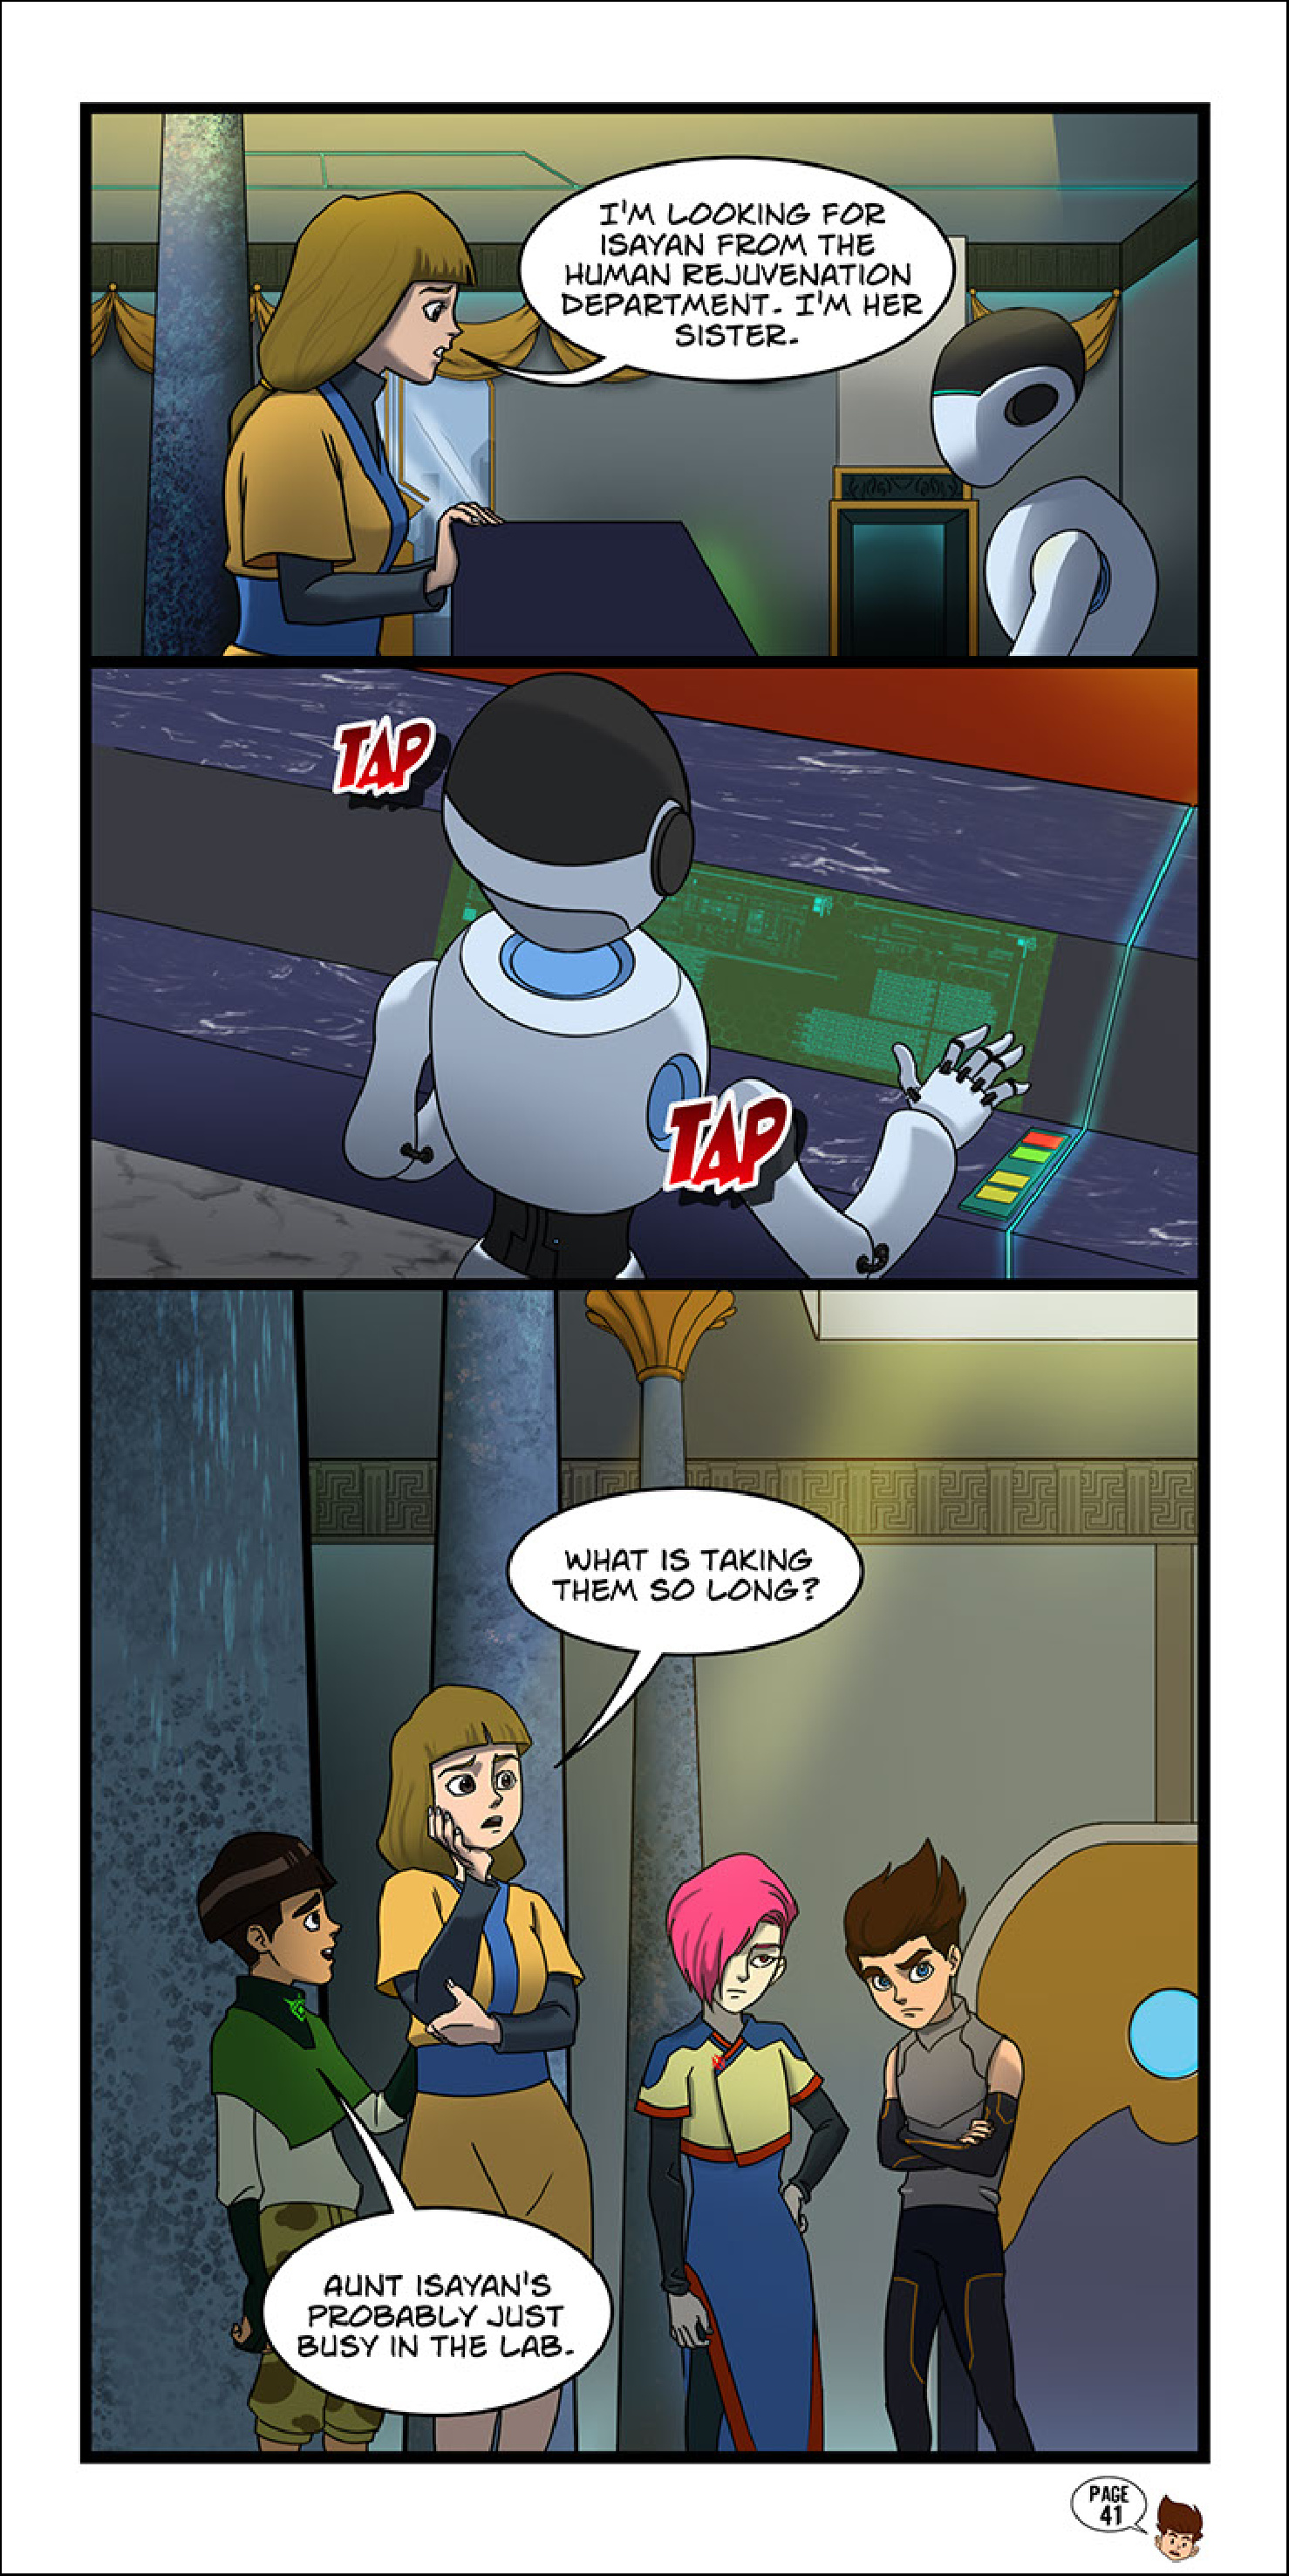 I'M LOOKING FOR
ISAYAN FROM THE
HUMAN REJUVENATION
DEPARTMENT. I'M HER
SISTER.
TAP
TAP
WHAT IS TAKING
THEM SO LONG?
AUNT ISAYAN'S
PROBABLY JUST
BUSY IN THE LAB.
PAGE
41